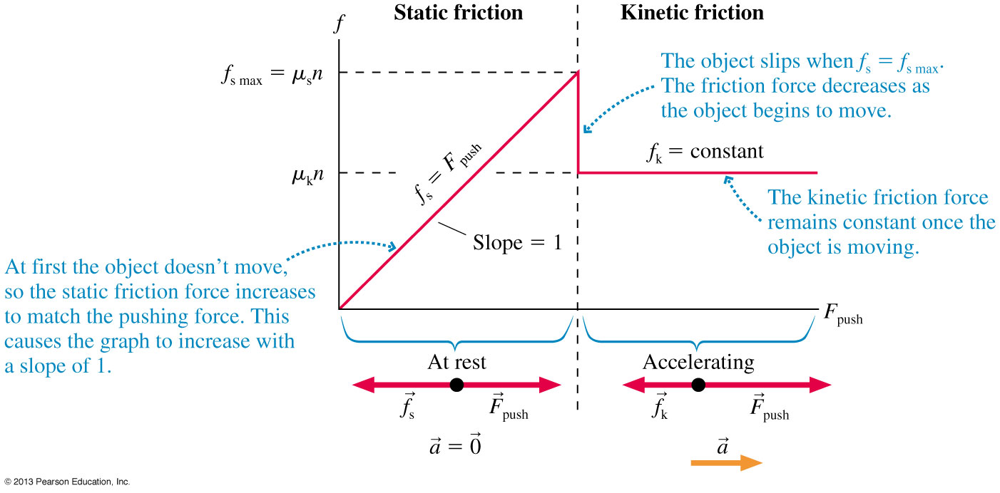 Static friction
Kinetic friction
f
f_s max = μ_s n
The object slips when f_s = f_s max.
The friction force decreases as
the object begins to move.
f_s = F_push
f_k = constant
μ_k n
The kinetic friction force
remains constant once the
object is moving.
Slope = 1
At first the object doesn't move,
so the static friction force increases
to match the pushing force. This
causes the graph to increase with
a slope of 1.
F_push
At rest
Accelerating
f⃗_s
F⃗_push
f⃗_k
F⃗_push
a⃗ = 0⃗
a⃗
© 2013 Pearson Education, Inc.